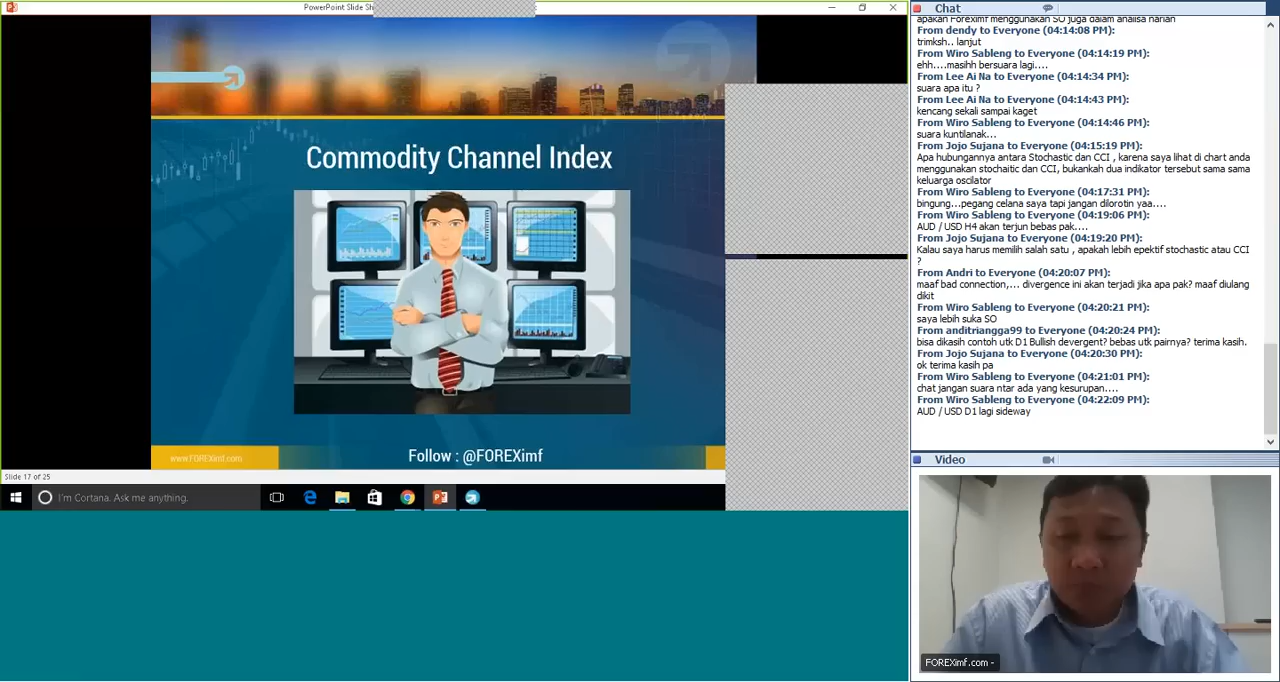 PowerPoint Slide Sh
Commodity Channel Index
www.FOREXimf.com
Follow : @FOREXimf
Slide 17 of 25
I'm Cortana. Ask me anything.
Chat
apakan Foreximf menggunakan SO juga dalam analisa harian
From dendy to Everyone (04:14:08 PM):
trimksh.. lanjut
From Wiro Sableng to Everyone (04:14:19 PM):
ehh....masihh bersuara lagi....
From Lee Ai Na to Everyone (04:14:34 PM):
suara apa itu ?
From Lee Ai Na to Everyone (04:14:43 PM):
kencang sekali sampai kaget
From Wiro Sableng to Everyone (04:14:46 PM):
suara kuntilanak...
From Jojo Sujana to Everyone (04:15:19 PM):
Apa hubungannya antara Stochastic dan CCI , karena saya lihat di chart anda
menggunakan stochaitic dan CCI, bukankah dua indikator tersebut sama sama
keluarga oscilator
From Wiro Sableng to Everyone (04:17:31 PM):
bingung...pegang celana saya tapi jangan dilorotin yaa....
From Wiro Sableng to Everyone (04:19:06 PM):
AUD / USD H4 akan terjun bebas pak....
From Jojo Sujana to Everyone (04:19:20 PM):
Kalau saya harus memilih salah satu , apakah lebih epektif stochastic atau CCI
?
From Andri to Everyone (04:20:07 PM):
maaf bad connection,... divergence ini akan terjadi jika apa pak? maaf diulang
dikit
From Wiro Sableng to Everyone (04:20:21 PM):
saya lebih suka SO
From anditriangga99 to Everyone (04:20:24 PM):
bisa dikasih contoh utk D1 Bullish devergent? bebas utk pairnya? terima kasih.
From Jojo Sujana to Everyone (04:20:30 PM):
ok terima kasih pa
From Wiro Sableng to Everyone (04:21:01 PM):
chat jangan suara ntar ada yang kesurupan....
From Wiro Sableng to Everyone (04:22:09 PM):
AUD / USD D1 lagi sideway
Video
FOREXimf.com -